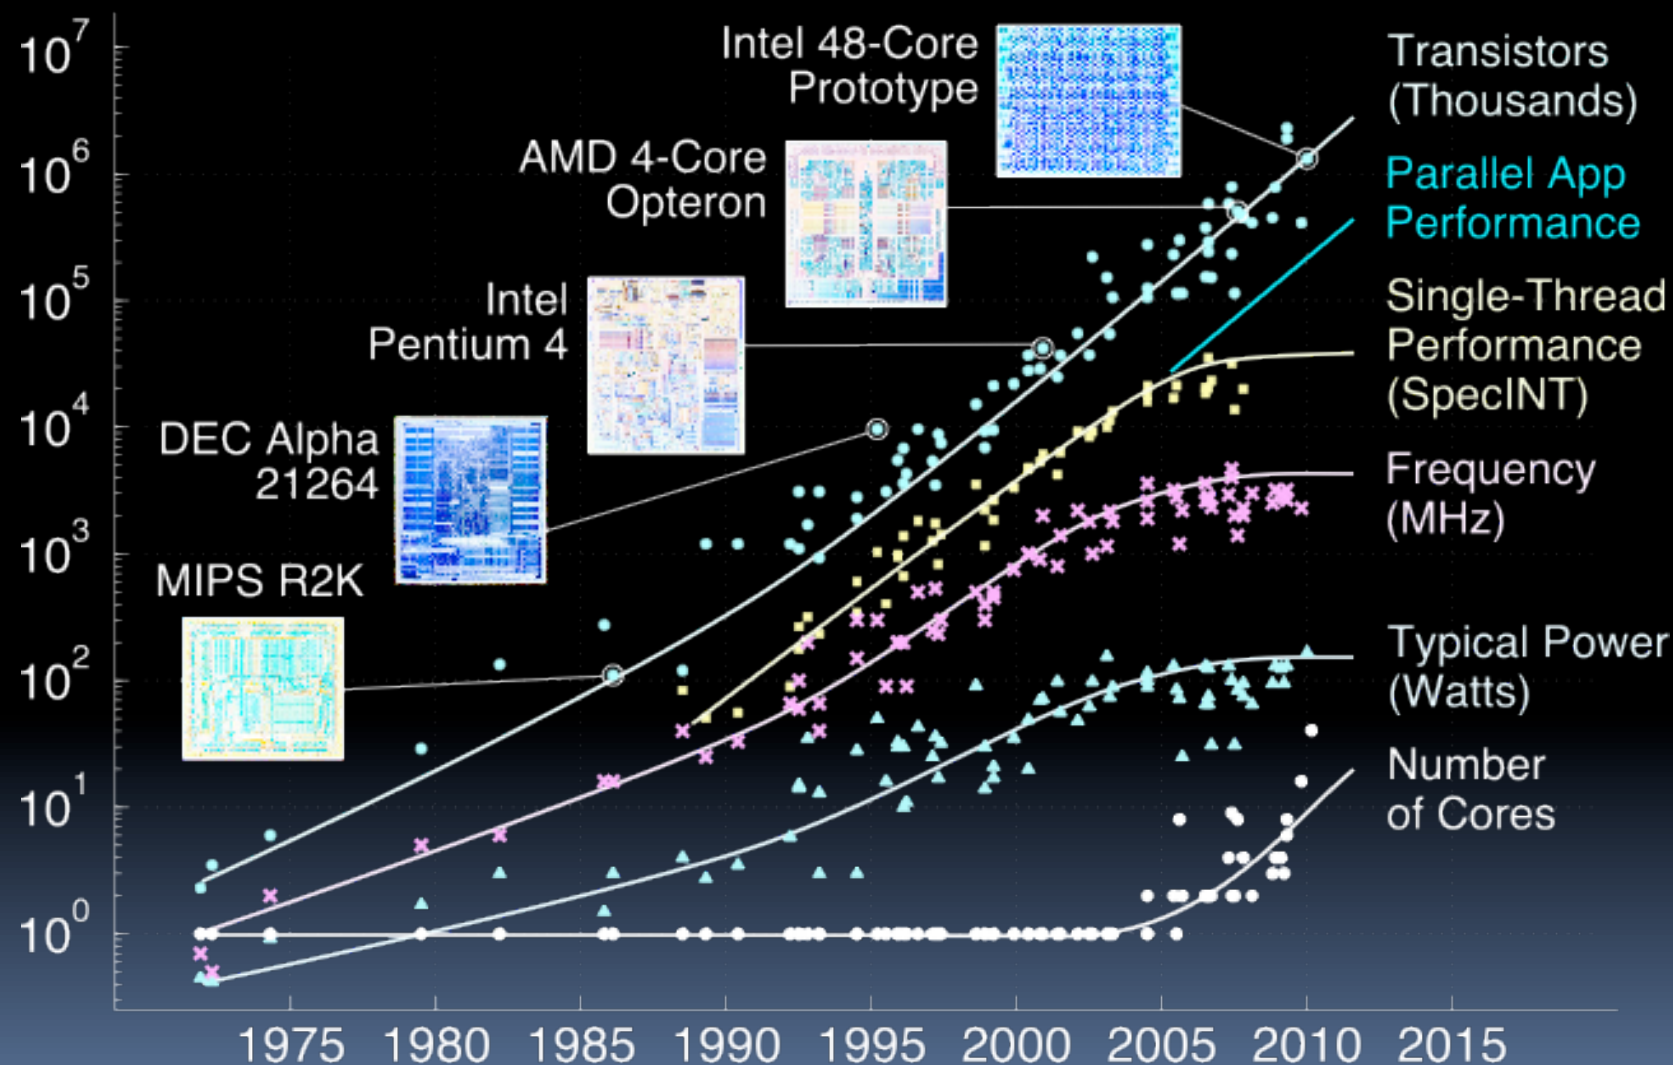 10^7
10^6
10^5
10^4
10^3
10^2
10^1
10^0
1975
1980
1985
1990
1995
2000
2005
2010
2015
Intel 48-Core
Prototype
AMD 4-Core
Opteron
Intel
Pentium 4
DEC Alpha
21264
MIPS R2K
Transistors
(Thousands)
Parallel App
Performance
Single-Thread
Performance
(SpecINT)
Frequency
(MHz)
Typical Power
(Watts)
Number
of Cores